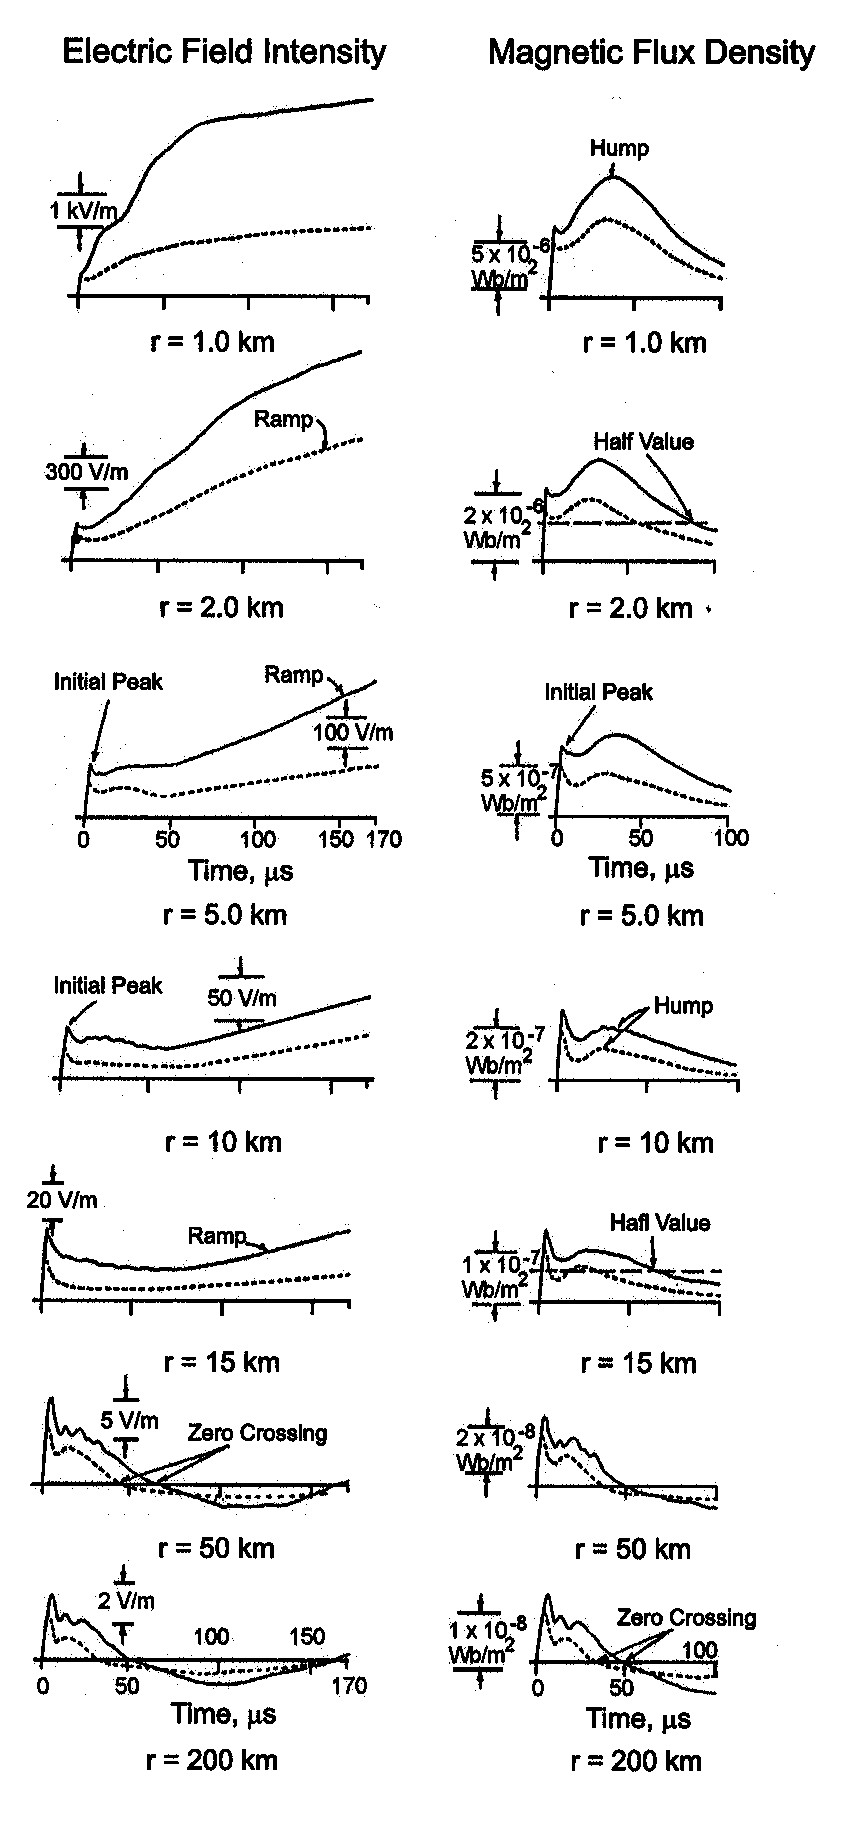 Electric Field Intensity
Magnetic Flux Density
1 kV/m
r = 1.0 km
Hump
5 x 10-6
Wb/m2
r = 1.0 km
Ramp
300 V/m
r = 2.0 km
Half Value
2 x 10-6
Wb/m2
r = 2.0 km
Initial Peak
Ramp
100 V/m
0 50 100 150 170
Time, μs
r = 5.0 km
Initial Peak
5 x 10-7
Wb/m2
0 50 100
Time, μs
r = 5.0 km
Initial Peak
50 V/m
r = 10 km
Hump
2 x 10-7
Wb/m2
r = 10 km
20 V/m
Ramp
r = 15 km
Hafl Value
1 x 10-7
Wb/m2
r = 15 km
5 V/m
Zero Crossing
r = 50 km
2 x 10-8
Wb/m2
r = 50 km
2 V/m
100 150
0 50 170
Time, μs
r = 200 km
1 x 10-8
Wb/m2
Zero Crossing
100
0 50
Time, μs
r = 200 km